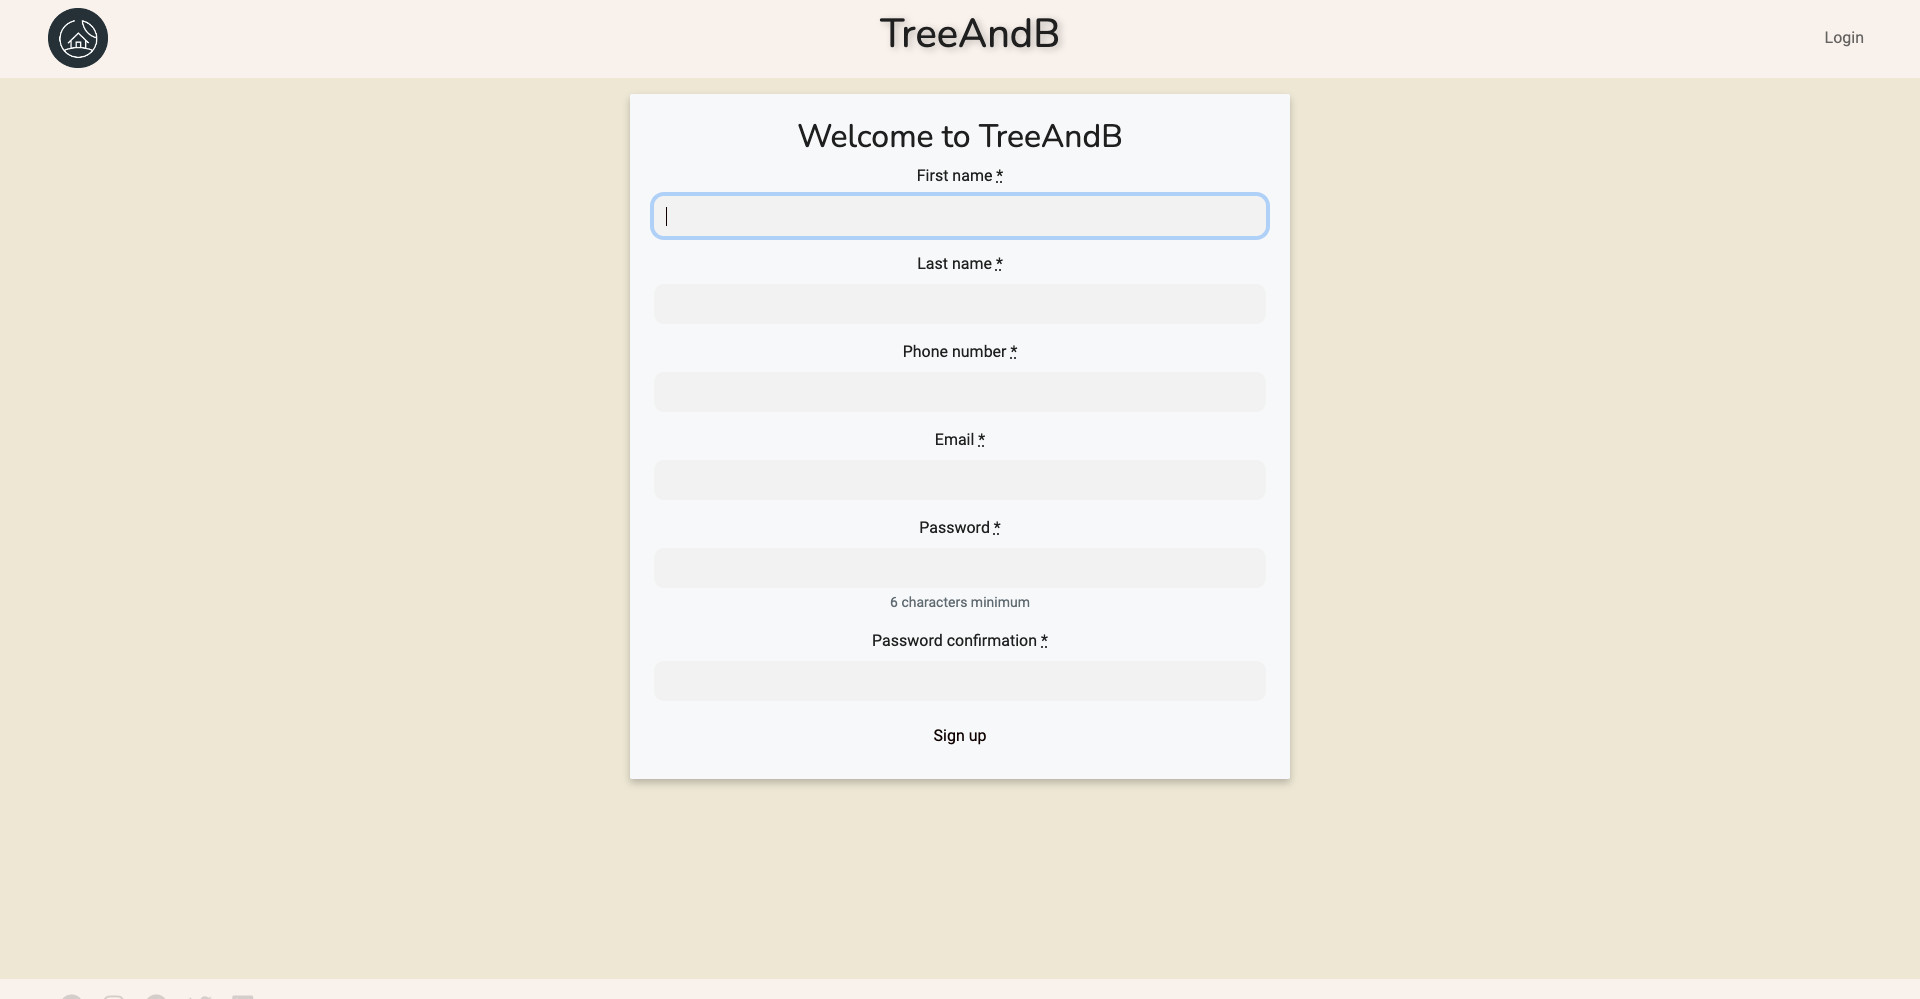 TreeAndB
Login
Welcome to TreeAndB
First name *
Last name *
Phone number *
Email *
Password *
6 characters minimum
Password confirmation *
Sign up